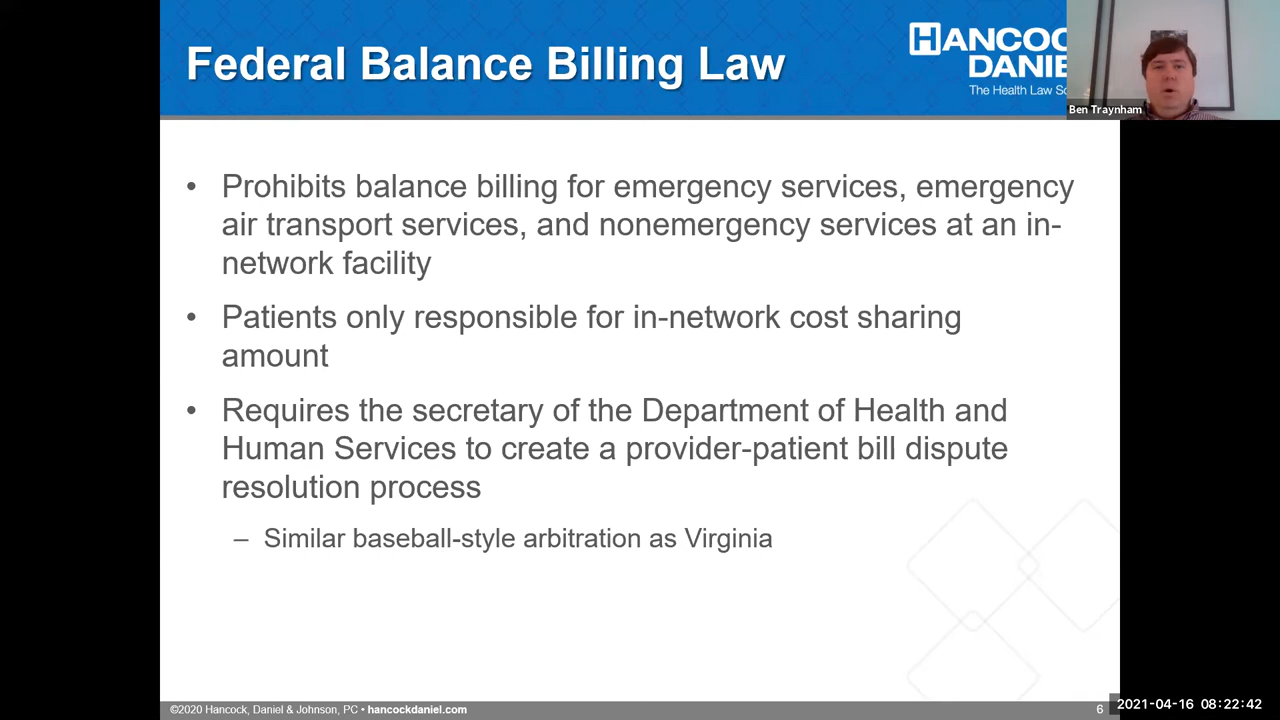 Federal Balance Billing Law
HANCOC
DANIE
The Health Law So
Ben Traynham
• Prohibits balance billing for emergency services, emergency
air transport services, and nonemergency services at an in-
network facility
• Patients only responsible for in-network cost sharing
amount
• Requires the secretary of the Department of Health and
Human Services to create a provider-patient bill dispute
resolution process
– Similar baseball-style arbitration as Virginia
©2020 Hancock, Daniel & Johnson, PC • hancockdaniel.com
6
2021-04-16 08:22:42